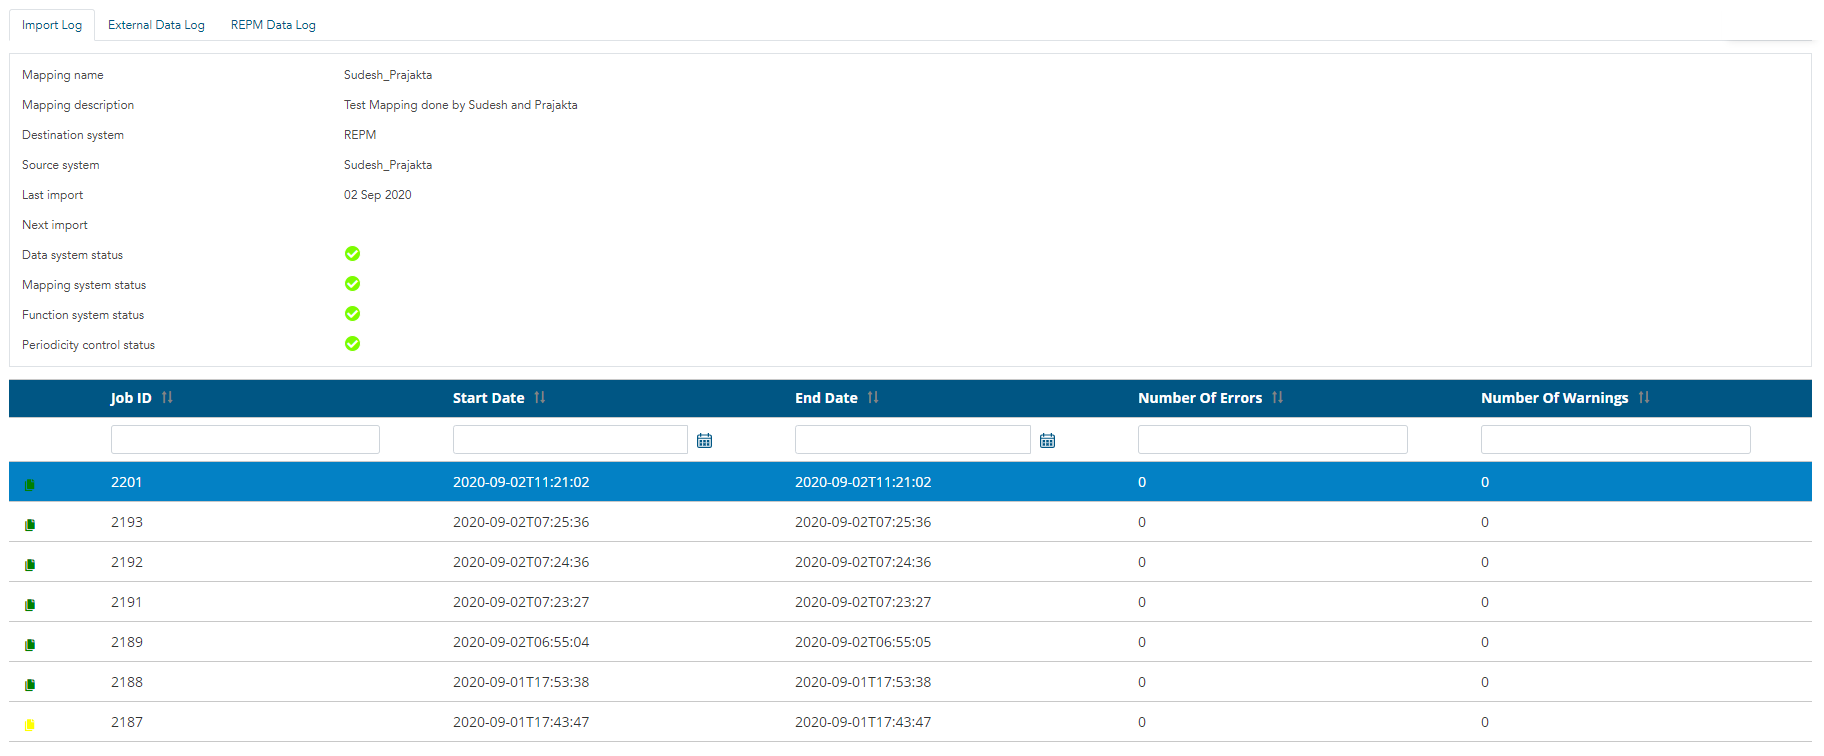 Import Log External Data Log REPM Data Log
Mapping name Sudesh_Prajakta
Mapping description Test Mapping done by Sudesh and Prajakta
Destination system REPM
Source system Sudesh_Prajakta
Last import 02 Sep 2020
Next import
Data system status
Mapping system status
Function system status
Periodicity control status
Job ID Start Date End Date Number Of Errors Number Of Warnings
2201 2020-09-02T11:21:02 2020-09-02T11:21:02 0 0
2193 2020-09-02T07:25:36 2020-09-02T07:25:36 0 0
2192 2020-09-02T07:24:36 2020-09-02T07:24:36 0 0
2191 2020-09-02T07:23:27 2020-09-02T07:23:27 0 0
2189 2020-09-02T06:55:04 2020-09-02T06:55:05 0 0
2188 2020-09-01T17:53:38 2020-09-01T17:53:38 0 0
2187 2020-09-01T17:43:47 2020-09-01T17:43:47 0 0